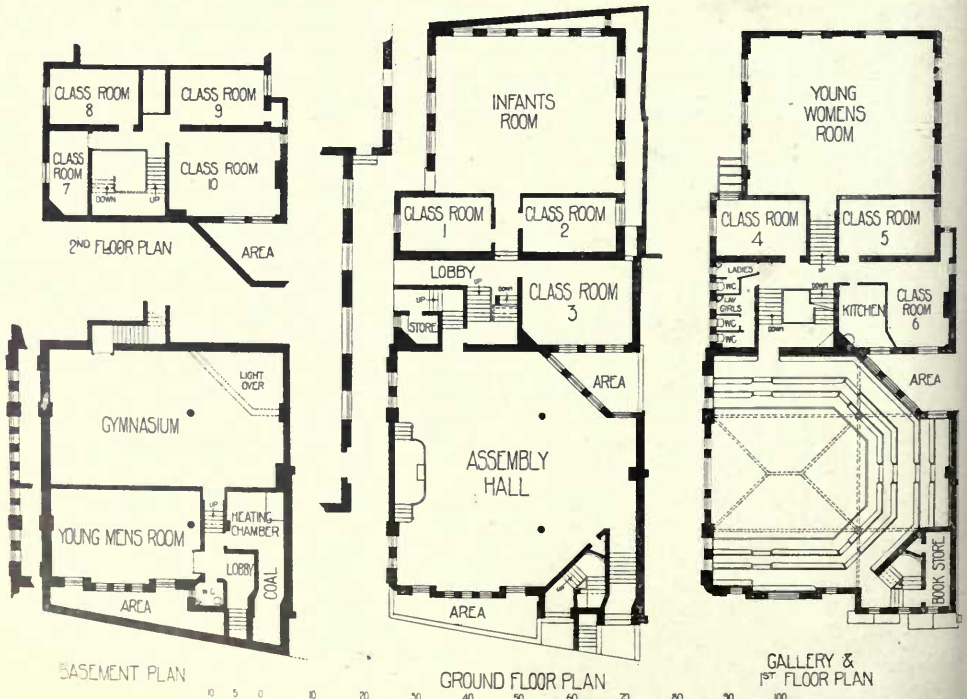 CLASS ROOM
8
CLASS ROOM
9
CLASS
ROOM
7
CLASS ROOM
10
DOWN
UP
2ND FLOOR PLAN
AREA
LIGHT
OVER
GYMNASIUM
YOUNG MENS ROOM
UP
HEATING
CHAMBER
LOBBY
COAL
W.C
AREA
BASEMENT PLAN
INFANTS
ROOM
CLASS ROOM
1
CLASS ROOM
2
LOBBY
UP
UP
DOWN
STORE
CLASS ROOM
3
AREA
ASSEMBLY
HALL
UP
AREA
GROUND FLOOR PLAN
YOUNG
WOMENS
ROOM
CLASS ROOM
4
CLASS ROOM
5
UP
LADIES
WC
LAV
GIRLS
WC
WC
DOWN
DOWN
KITCHEN
CLASS
ROOM
6
AREA
BOOK STORE
GALLERY &
1ST FLOOR PLAN
10 5 0 10 20 30 40 50 60 70 80 90 100